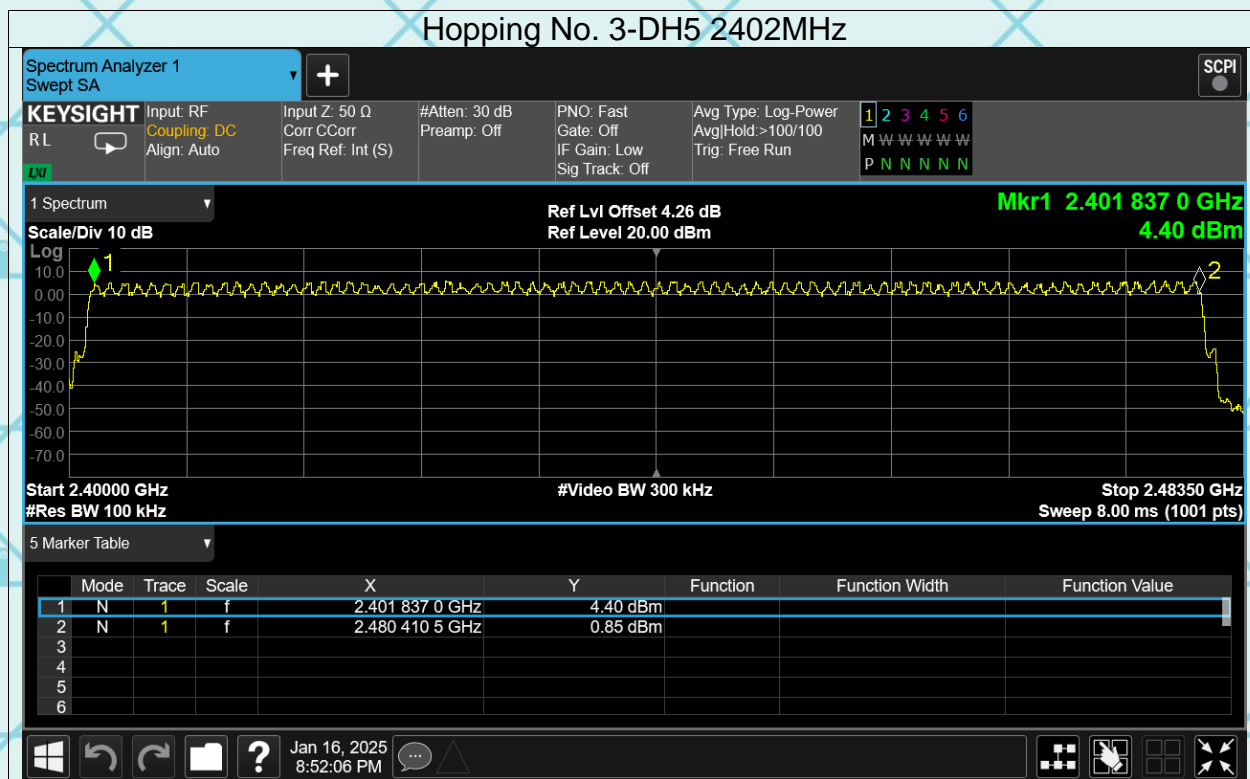 Hopping No. 3-DH5 2402MHz
Spectrum Analyzer 1
Swept SA
+
SCPI
KEYSIGHT
RL
LXI
Input: RF
Coupling: DC
Align: Auto
Input Z: 50 Ω
Corr CCorr
Freq Ref: Int (S)
#Atten: 30 dB
Preamp: Off
PNO: Fast
Gate: Off
IF Gain: Low
Sig Track: Off
Avg Type: Log-Power
Avg|Hold:>100/100
Trig: Free Run
1 2 3 4 5 6
M W W W W W
P N N N N N
1 Spectrum
Scale/Div 10 dB
Ref Lvl Offset 4.26 dB
Ref Level 20.00 dBm
Mkr1 2.401 837 0 GHz
4.40 dBm
Log
10.0
0.00
-10.0
-20.0
-30.0
-40.0
-50.0
-60.0
-70.0
1
2
Start 2.40000 GHz
#Res BW 100 kHz
#Video BW 300 kHz
Stop 2.48350 GHz
Sweep 8.00 ms (1001 pts)
5 Marker Table
Mode Trace Scale X Y Function Function Width Function Value
1 N 1 f 2.401 837 0 GHz 4.40 dBm
2 N 1 f 2.480 410 5 GHz 0.85 dBm
3
4
5
6
?
Jan 16, 2025
8:52:06 PM